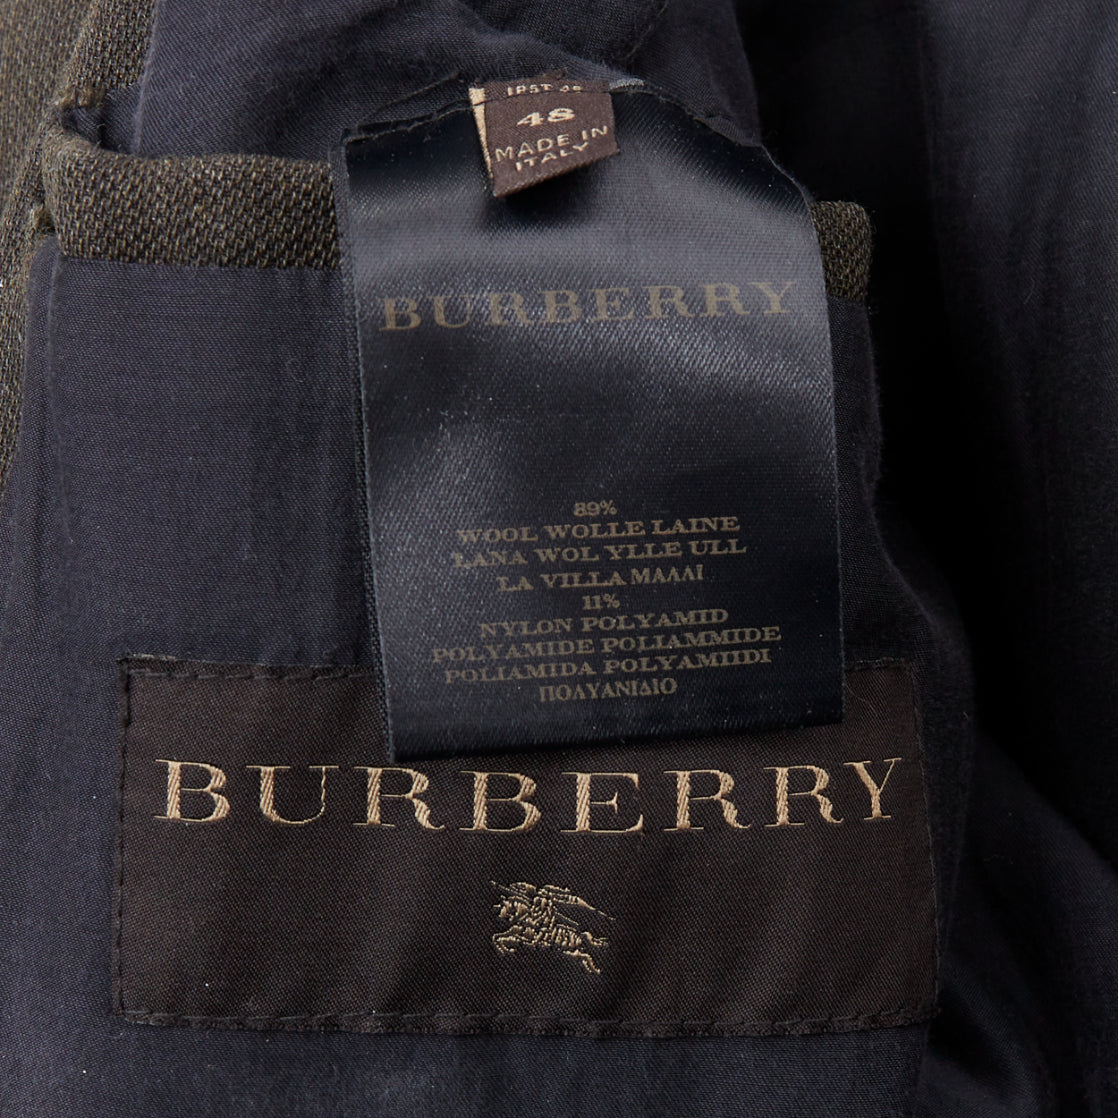 48
MADE IN
ITALY
BURBERRY
89%
WOOL WOLLE LAINE
LANA WOL YLLE ULL
LA VILLA ΜΑΛΛΙ
11%
NYLON POLYAMID
POLYAMIDE POLIAMMIDE
POLIAMIDA POLYAMIIDI
ΠΟΛΥΑΝΙΔΙΟ
BURBERRY